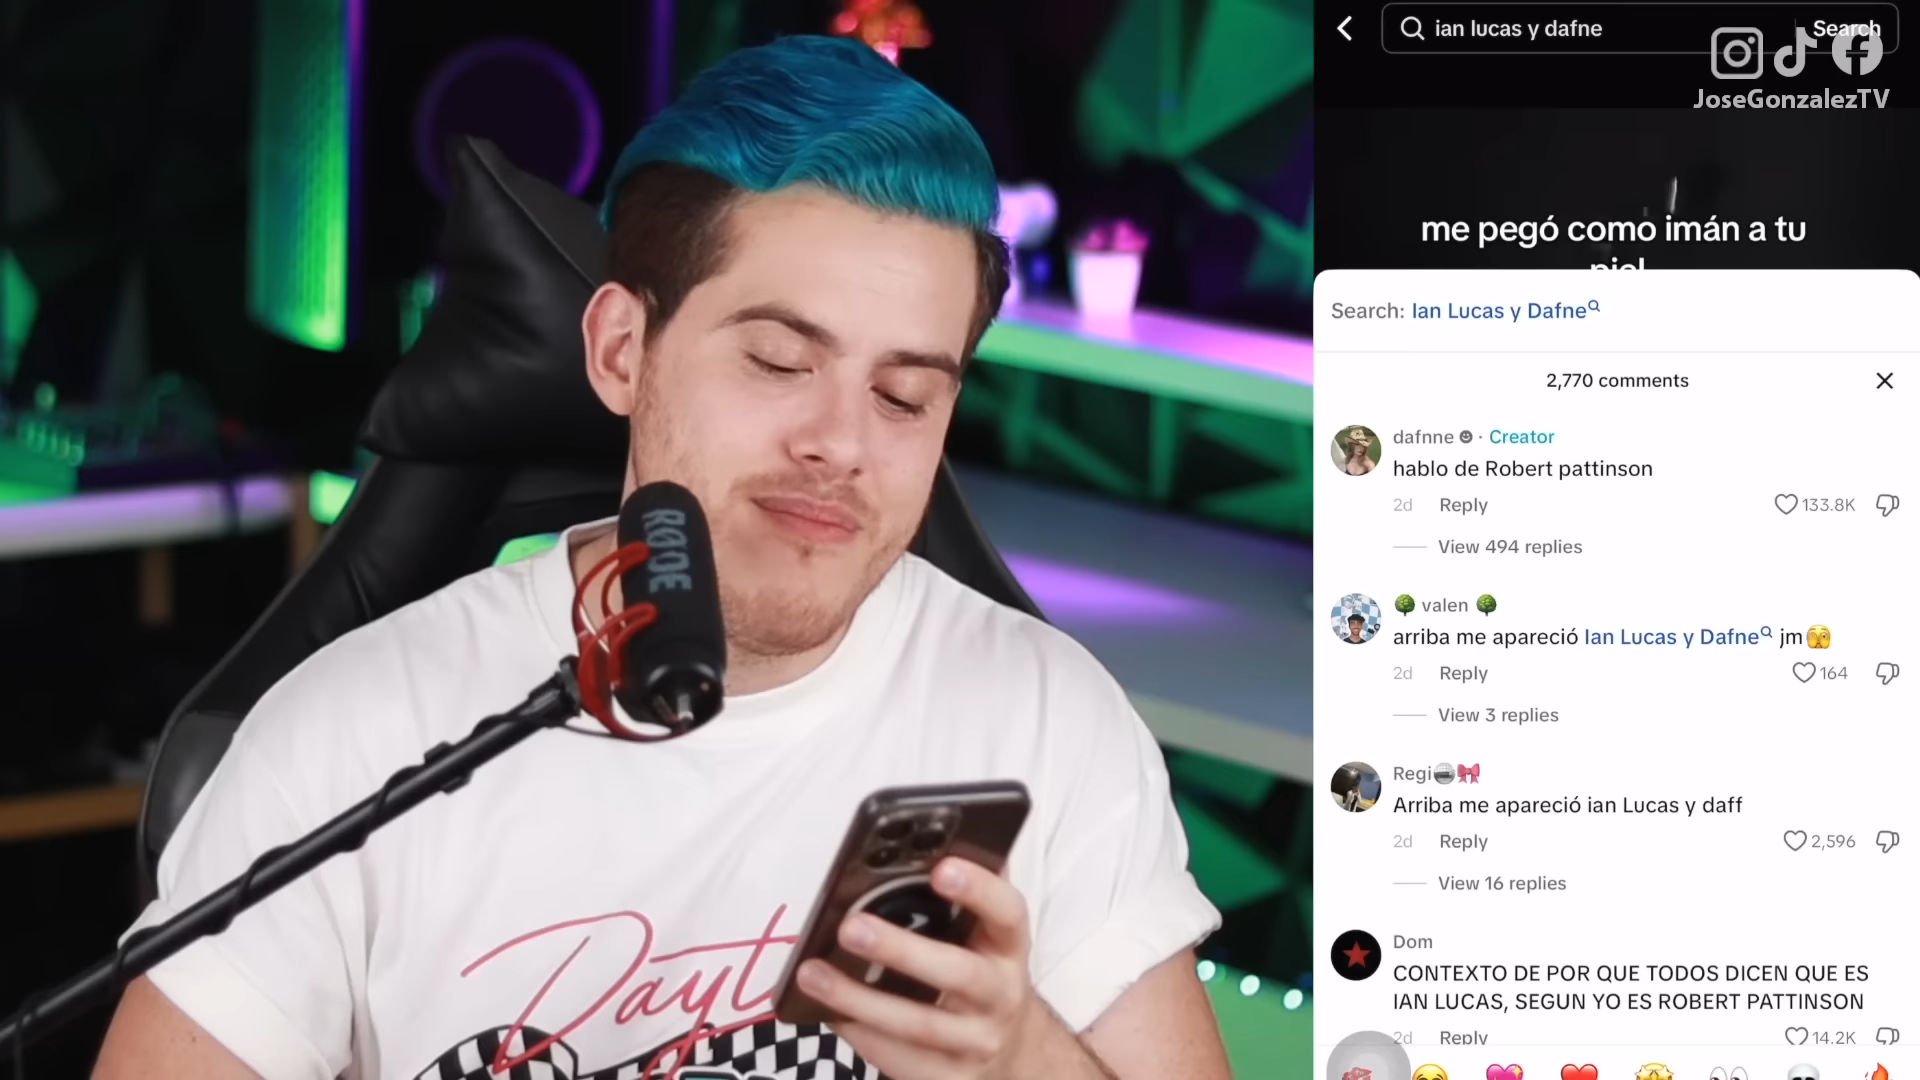 ian lucas y dafne
Search
JoseGonzalezTV
me pegó como imán a tu
piel
Search: Ian Lucas y Dafne
2,770 comments
dafnne · Creator
hablo de Robert pattinson
2d Reply 133.8K
View 494 replies
🌳 valen 🌳
arriba me apareció Ian Lucas y Dafne jm🫣
2d Reply 164
View 3 replies
Regi🪩🎀
Arriba me apareció ian Lucas y daff
2d Reply 2,596
View 16 replies
Dom
CONTEXTO DE POR QUE TODOS DICEN QUE ES
IAN LUCAS, SEGUN YO ES ROBERT PATTINSON
2d Reply 14.2K
RØDE